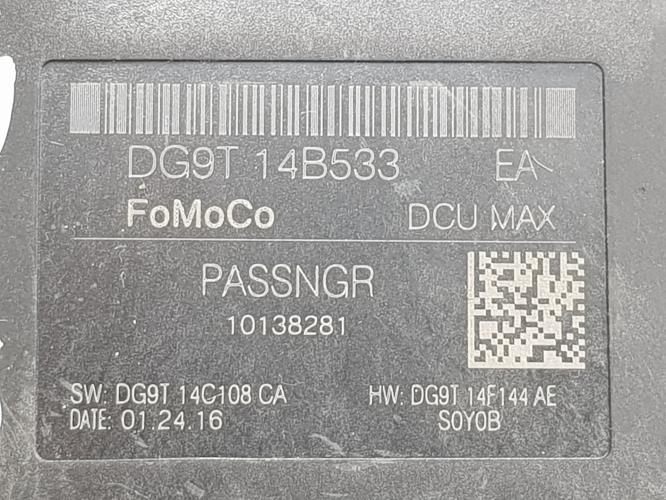 DG9T 14B533 EA
FoMoCo DCU MAX
PASSNGR
10138281
SW: DG9T 14C108 CA HW: DG9T 14F144 AE
DATE: 01.24.16 S0Y0B